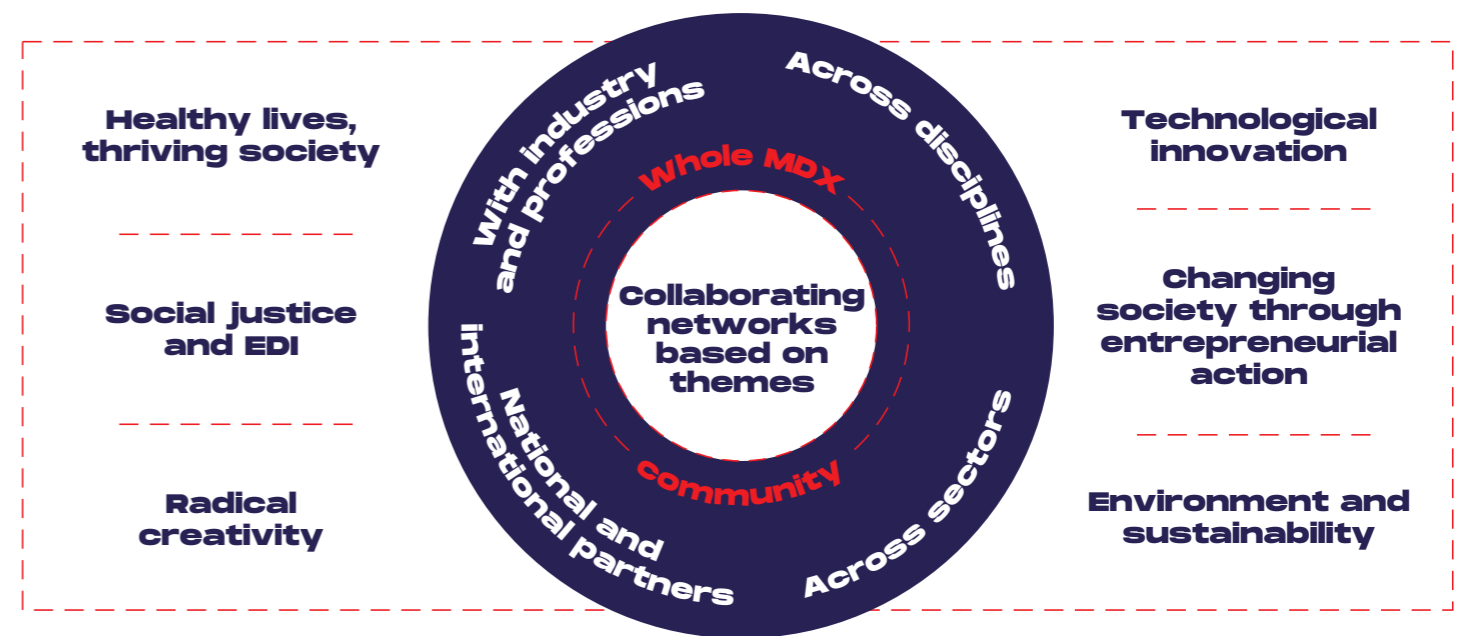 Healthy lives,
thriving society
Social justice
and EDI
Radical
creativity
With industry
and professions
Across disciplines
Whole MDX
Collaborating
networks
based on
themes
community
National and
international partners
Across sectors
Technological
innovation
Changing
society through
entrepreneurial
action
Environment and
sustainability